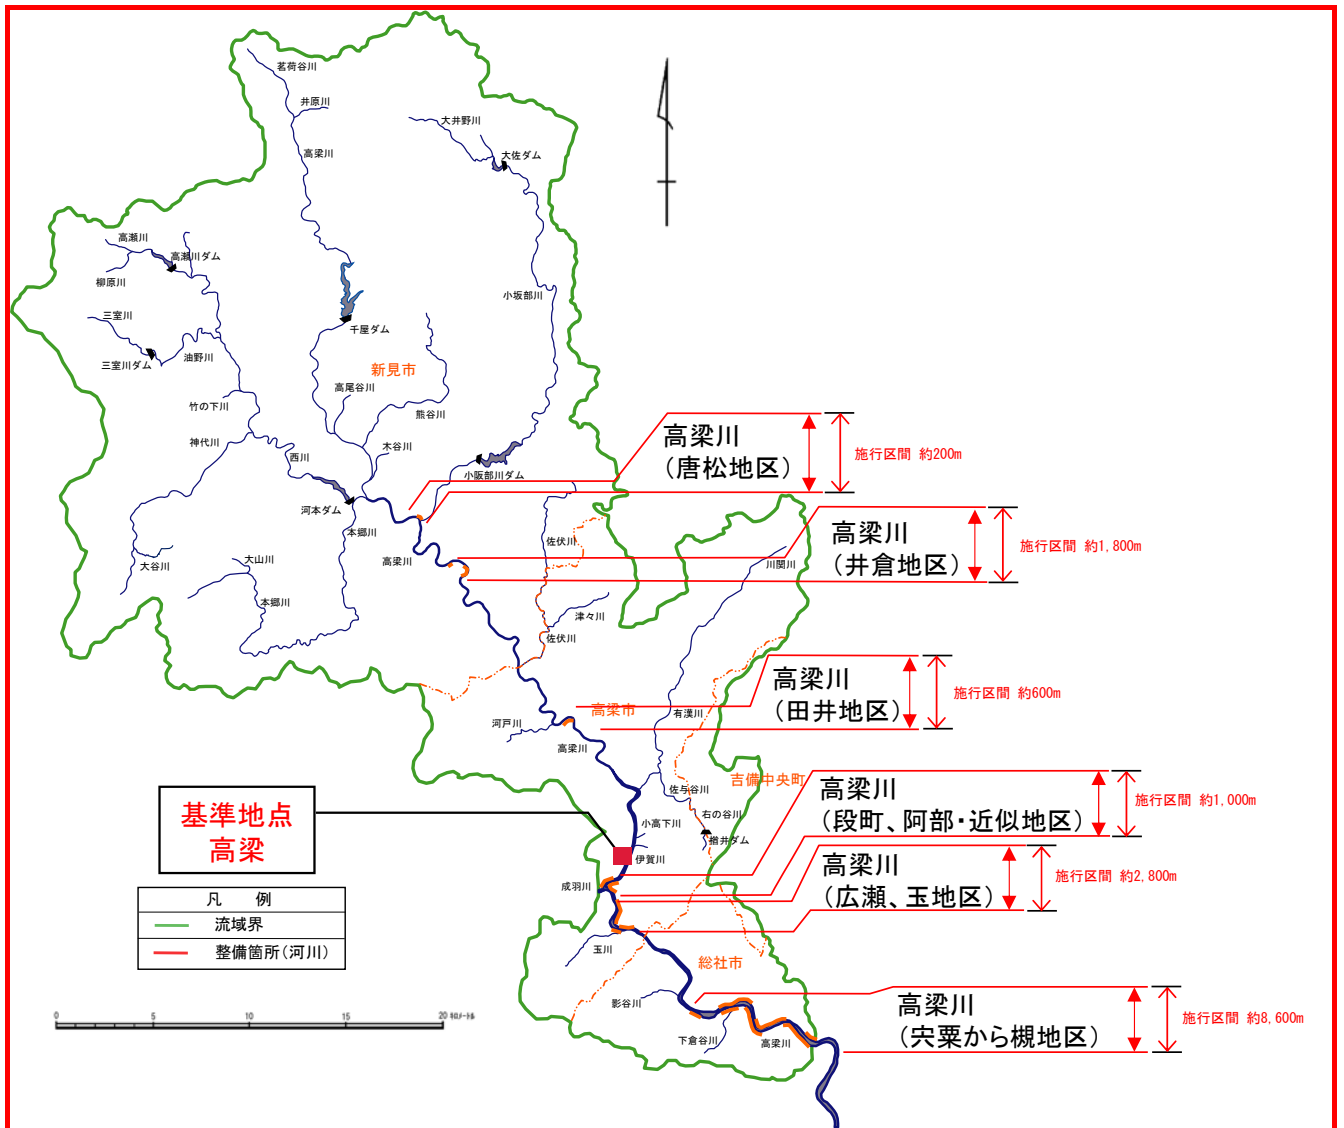 茗荷谷川
井原川
大井野川
高梁川
大佐ダム
高瀬川
高瀬川ダム
柳原川
小坂部川
三室川
千屋ダム
三室川ダム
油野川
新見市
高尾谷川
竹の下川
熊谷川
神代川
木谷川
西川
小阪部川ダム
河本ダム
本郷川
高梁川
大谷川
大山川
本郷川
佐伏川
川関川
津々川
佐伏川
高梁川
(唐松地区)
施行区間 約200m
高梁川
(井倉地区)
施行区間 約1,800m
高梁川
(田井地区)
施行区間 約600m
高梁市
河戸川
高梁川
有漢川
吉備中央町
佐与谷川
右の谷川
楢井ダム
小高下川
伊賀川
高梁川
(段町、阿部・近似地区)
施行区間 約1,000m
高梁川
(広瀬、玉地区)
施行区間 約2,800m
基準地点
高梁
成羽川
凡 例
流域界
整備箇所(河川)
玉川
総社市
影谷川
下倉谷川
高梁川
高梁川
(宍粟から槻地区)
施行区間 約8,600m
0 5 10 15 20 キロメートル